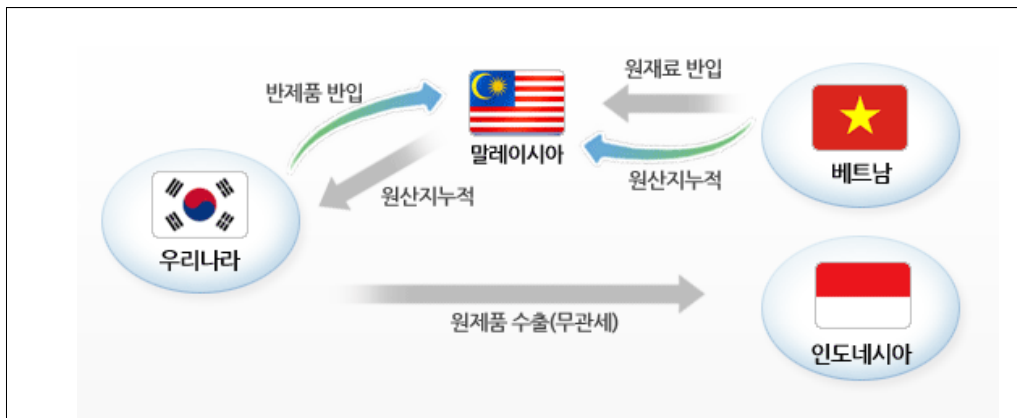 원재료 반입
반제품 반입
말레이시아
베트남
원산지누적
원산지누적
우리나라
원제품 수출(무관세)
인도네시아